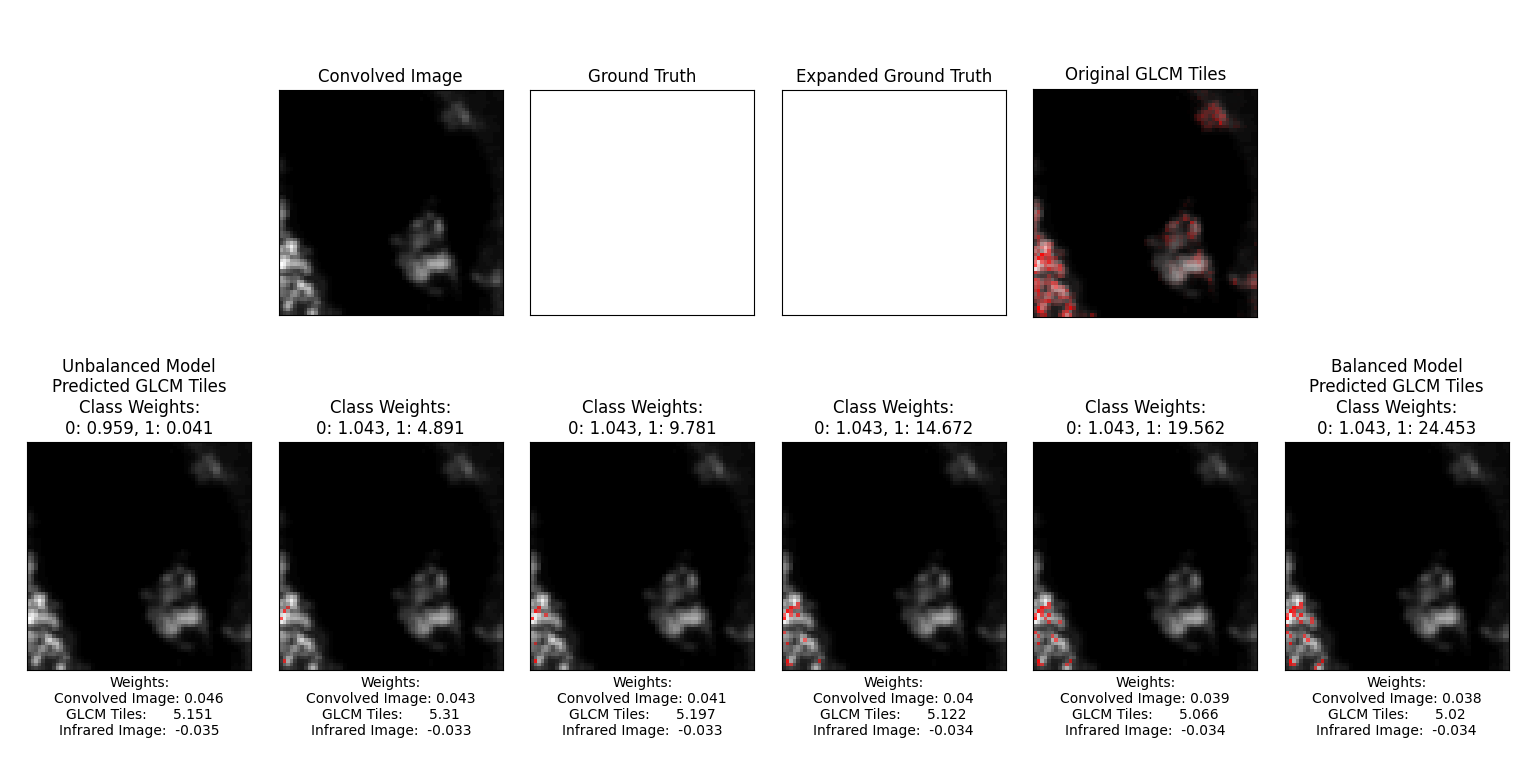 Convolved Image
Ground Truth
Expanded Ground Truth
Original GLCM Tiles
Unbalanced Model
Predicted GLCM Tiles
Class Weights:
0: 0.959, 1: 0.041
Class Weights:
0: 1.043, 1: 4.891
Class Weights:
0: 1.043, 1: 9.781
Class Weights:
0: 1.043, 1: 14.672
Class Weights:
0: 1.043, 1: 19.562
Balanced Model
Predicted GLCM Tiles
Class Weights:
0: 1.043, 1: 24.453
Weights:
Convolved Image: 0.046
GLCM Tiles: 5.151
Infrared Image: -0.035
Weights:
Convolved Image: 0.043
GLCM Tiles: 5.31
Infrared Image: -0.033
Weights:
Convolved Image: 0.041
GLCM Tiles: 5.197
Infrared Image: -0.033
Weights:
Convolved Image: 0.04
GLCM Tiles: 5.122
Infrared Image: -0.034
Weights:
Convolved Image: 0.039
GLCM Tiles: 5.066
Infrared Image: -0.034
Weights:
Convolved Image: 0.038
GLCM Tiles: 5.02
Infrared Image: -0.034